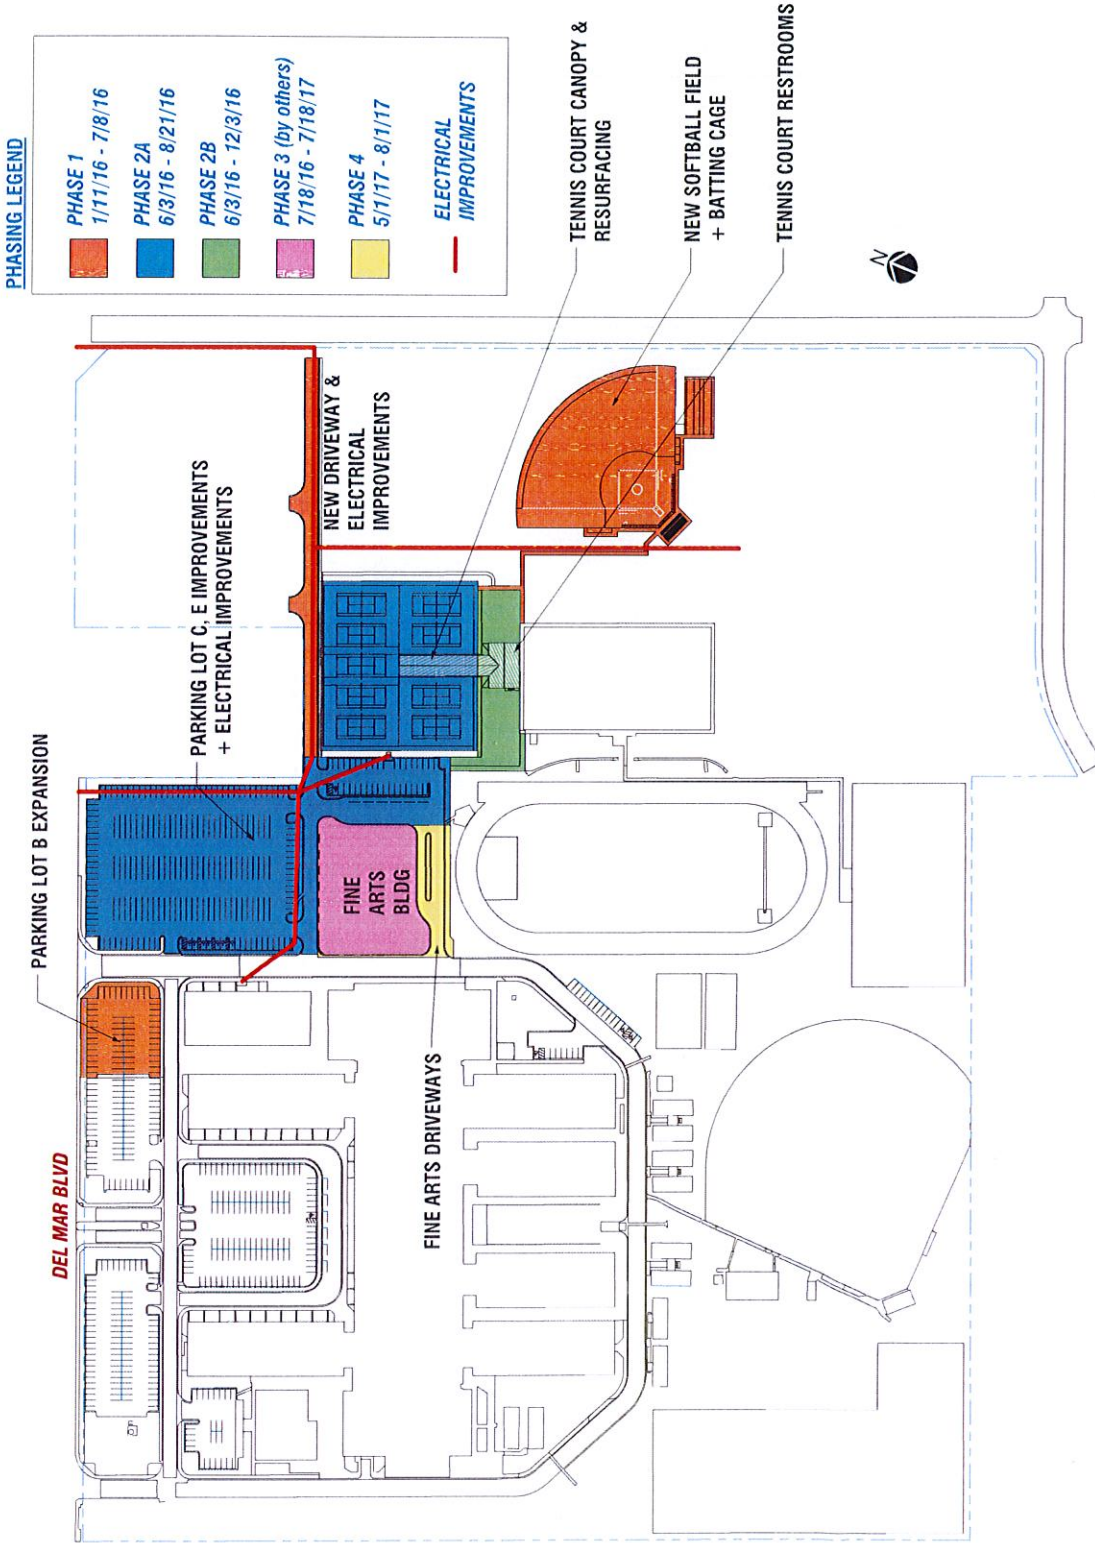 PHASING LEGEND
PHASE 1
1/11/16 - 7/8/16
PHASE 2A
6/3/16 - 8/21/16
PHASE 2B
6/3/16 - 12/3/16
PHASE 3 (by others)
7/18/16 - 7/18/17
PHASE 4
5/1/17 - 8/1/17
ELECTRICAL
IMPROVEMENTS
DEL MAR BLVD
PARKING LOT B EXPANSION
PARKING LOT C, E IMPROVEMENTS
+ ELECTRICAL IMPROVEMENTS
NEW DRIVEWAY &
ELECTRICAL
IMPROVEMENTS
FINE
ARTS
BLDG
FINE ARTS DRIVEWAYS
TENNIS COURT CANOPY &
RESURFACING
NEW SOFTBALL FIELD
+ BATTING CAGE
TENNIS COURT RESTROOMS
N